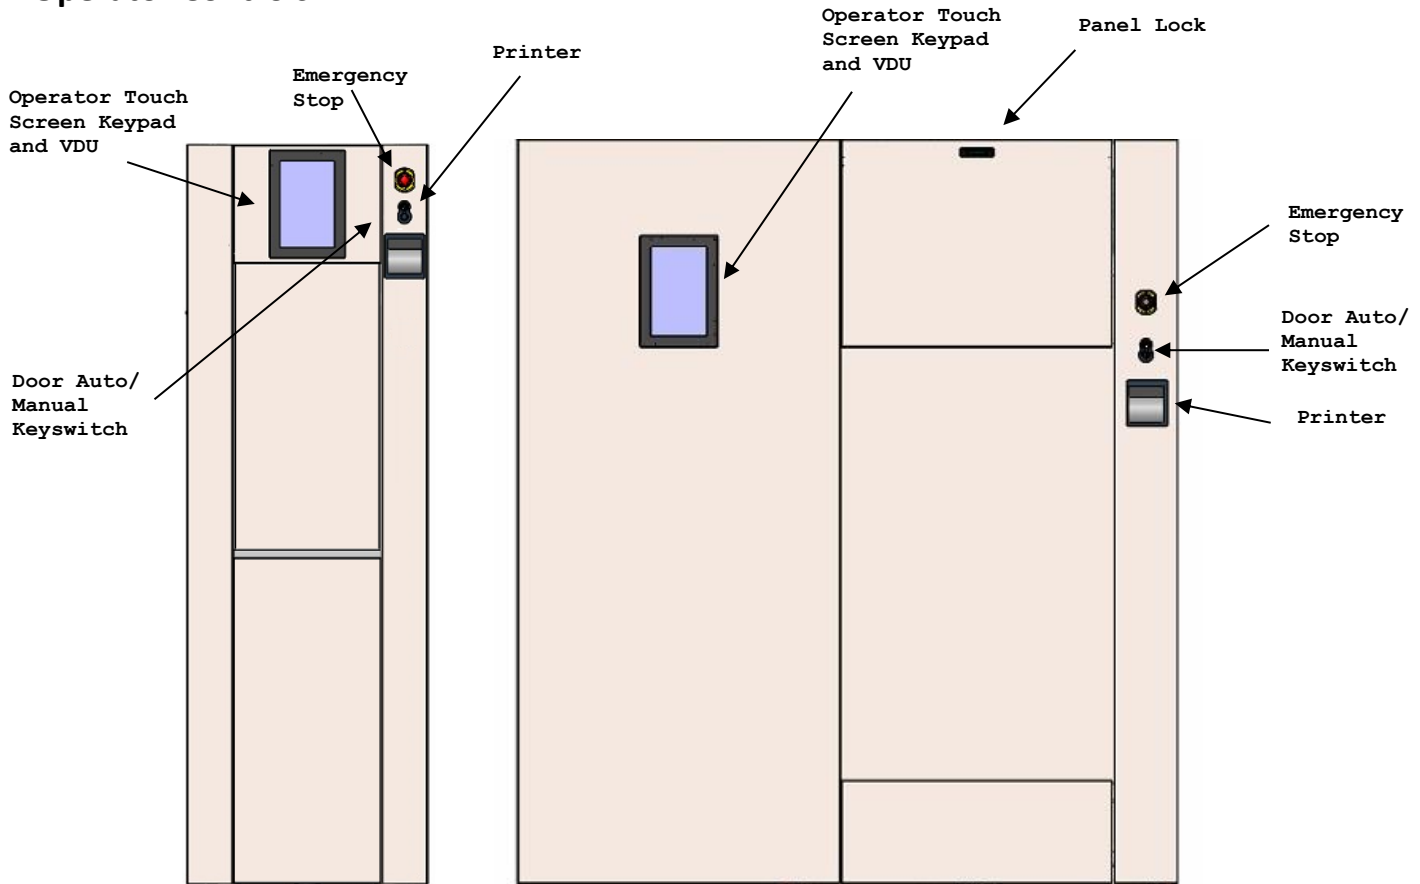 Printer
Emergency
Stop
Operator Touch
Screen Keypad
and VDU
Door Auto/
Manual
Keyswitch
Operator Touch
Screen Keypad
and VDU
Panel Lock
Emergency
Stop
Door Auto/
Manual
Keyswitch
Printer